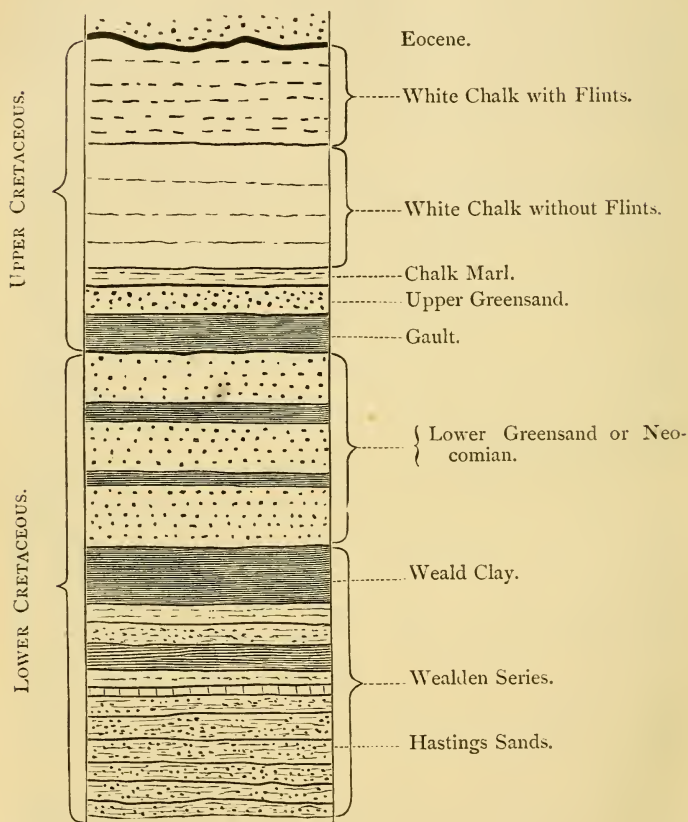 Eocene.
White Chalk with Flints.
UPPER CRETACEOUS.
White Chalk without Flints.
Chalk Marl.
Upper Greensand.
Gault.
Lower Greensand or Neo-
comian.
LOWER CRETACEOUS.
Weald Clay.
Wealden Series.
Hastings Sands.